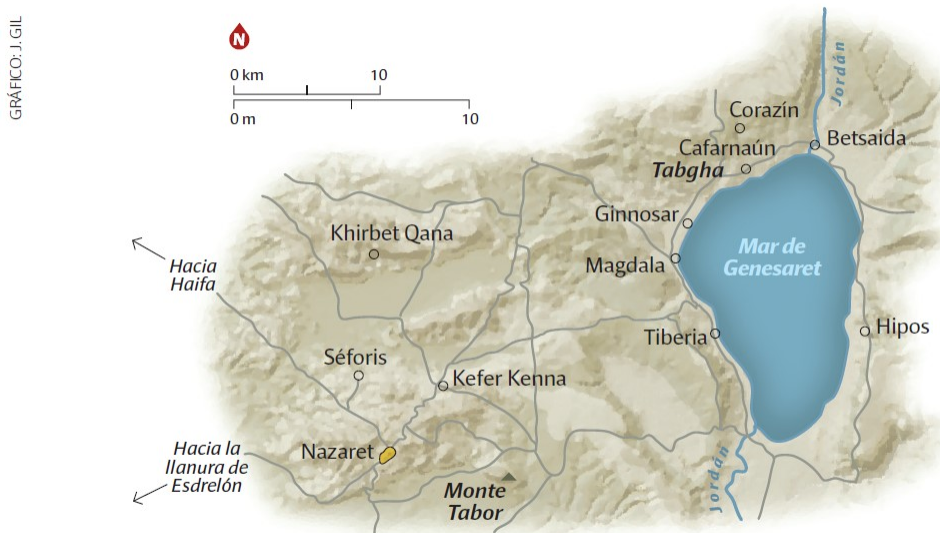 GRÁFICO: J. GIL
N
0 km 10
0 m 10
Jordán
Corazín
Cafarnaún
Betsaida
Tabgha
Ginnosar
Khirbet Qana
Mar de
Genesaret
Magdala
Hacia
Haifa
Tiberia
Hipos
Séforis
Kefer Kenna
Nazaret
Hacia la
llanura de
Esdrelón
Monte
Tabor
Jordán